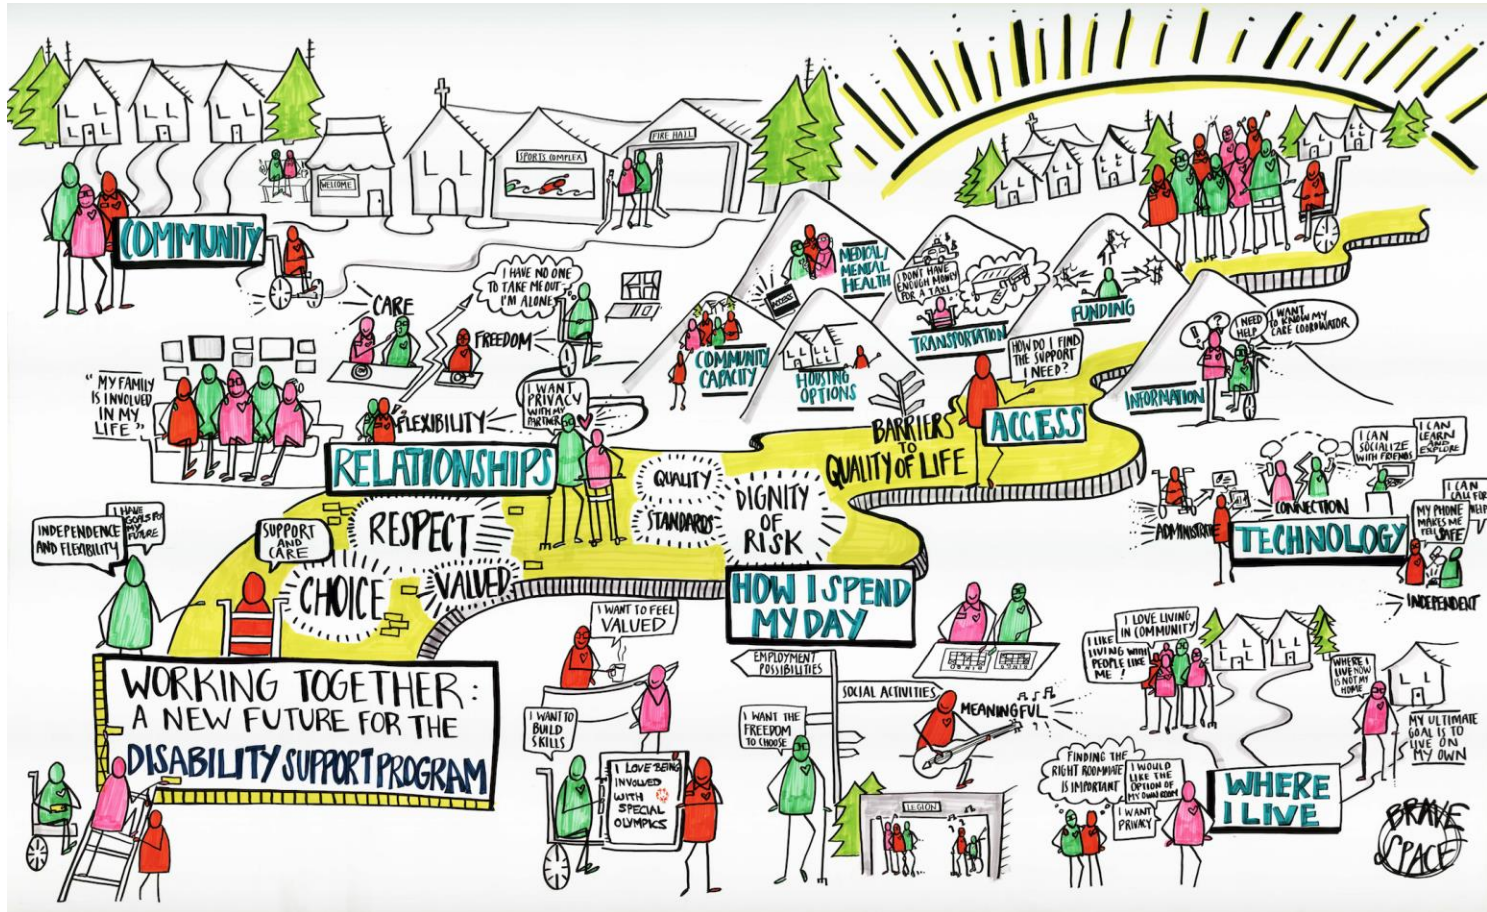 COMMUNITY
WELCOME
SPORTS COMPLEX
FIRE HALL
CARE
FREEDOM
I HAVE NO ONE
TO TAKE ME OUT
I'M ALONE
FLEXIBILITY
" MY FAMILY
IS INVOLVED
IN MY
LIFE "
RELATIONSHIPS
I WANT
PRIVACY
WITH MY
PARTNER
ACCESS
MEDICAL/
MENTAL
HEALTH
COMMUNITY
CAPACITY
HOUSING
OPTIONS
I DON'T HAVE
ENOUGH MONEY
FOR A TAXI
TRANSPORTATION
FUNDING
HOW DO I FIND
THE SUPPORT
I NEED?
ACCESS
BARRIERS
TO
QUALITY OF LIFE
I NEED
HELP
I WANT
TO KNOW MY
CARE COORDINATOR
INFORMATION
INDEPENDENCE
AND FLEXIBILITY
I HAVE
GOALS FOR
MY
FUTURE
SUPPORT
AND
CARE
RESPECT
CHOICE
VALUED
QUALITY
STANDARDS
DIGNITY
OF
RISK
WORKING TOGETHER:
A NEW FUTURE FOR THE
DISABILITY SUPPORT PROGRAM
HOW I SPEND
MY DAY
I WANT TO FEEL
VALUED
I WANT TO
BUILD
SKILLS
I LOVE BEING
INVOLVED
WITH
SPECIAL
OLYMPICS
EMPLOYMENT
POSSIBILITIES
SOCIAL ACTIVITIES
I WANT THE
FREEDOM
TO CHOOSE
MEANINGFUL
LEGION
ADMINISTRATIVE
CONNECTION
I CAN
SOCIALIZE
WITH FRIENDS
I CAN
LEARN
AND
EXPLORE
TECHNOLOGY
MY PHONE
MAKES ME
FEEL SAFE
I CAN
CALL FOR
HELP
INDEPENDENT
I LOVE LIVING
IN COMMUNITY
I LIKE
LIVING WITH
PEOPLE LIKE
ME!
WHERE I
LIVE NOW
IS NOT MY
HOME
MY ULTIMATE
GOAL IS TO
LIVE ON
MY OWN
FINDING THE
RIGHT ROOMMATE
IS IMPORTANT
I WOULD
LIKE THE
OPTION OF
MY OWN ROOM
I WANT
PRIVACY
WHERE
I LIVE
BRAVE
SPACE